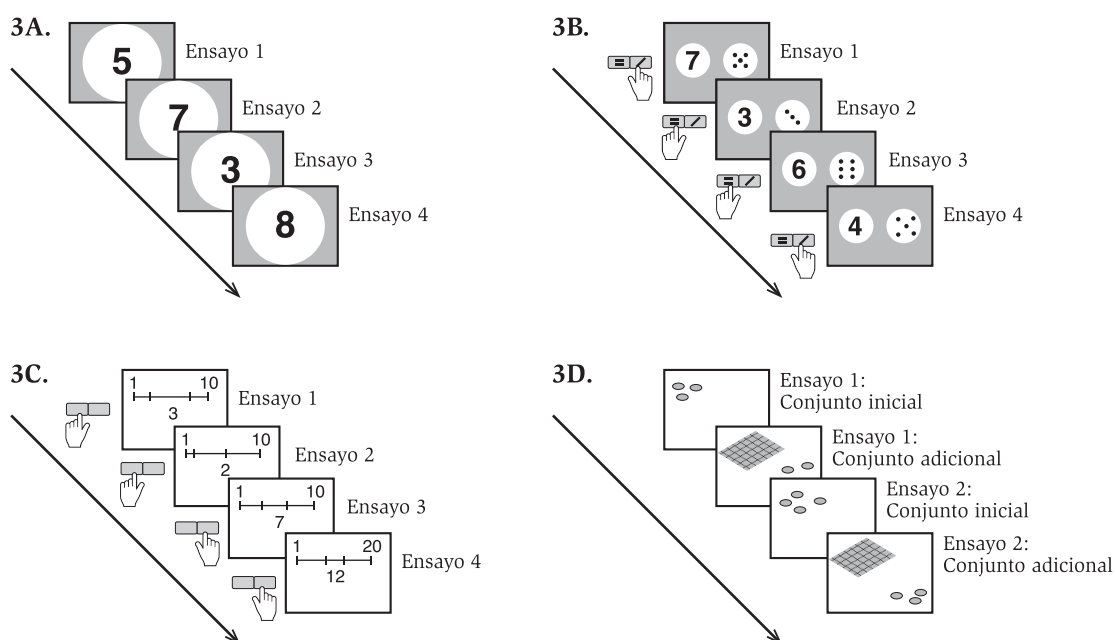 3A.
5
Ensayo 1
7
Ensayo 2
3
Ensayo 3
8
Ensayo 4
3B.
7
= /
Ensayo 1
3
= /
Ensayo 2
6
= /
Ensayo 3
4
= /
Ensayo 4
3C.
1 10
3
Ensayo 1
1 10
2
Ensayo 2
1 10
7
Ensayo 3
1 20
12
Ensayo 4
3D.
Ensayo 1:
Conjunto inicial
Ensayo 1:
Conjunto adicional
Ensayo 2:
Conjunto inicial
Ensayo 2:
Conjunto adicional